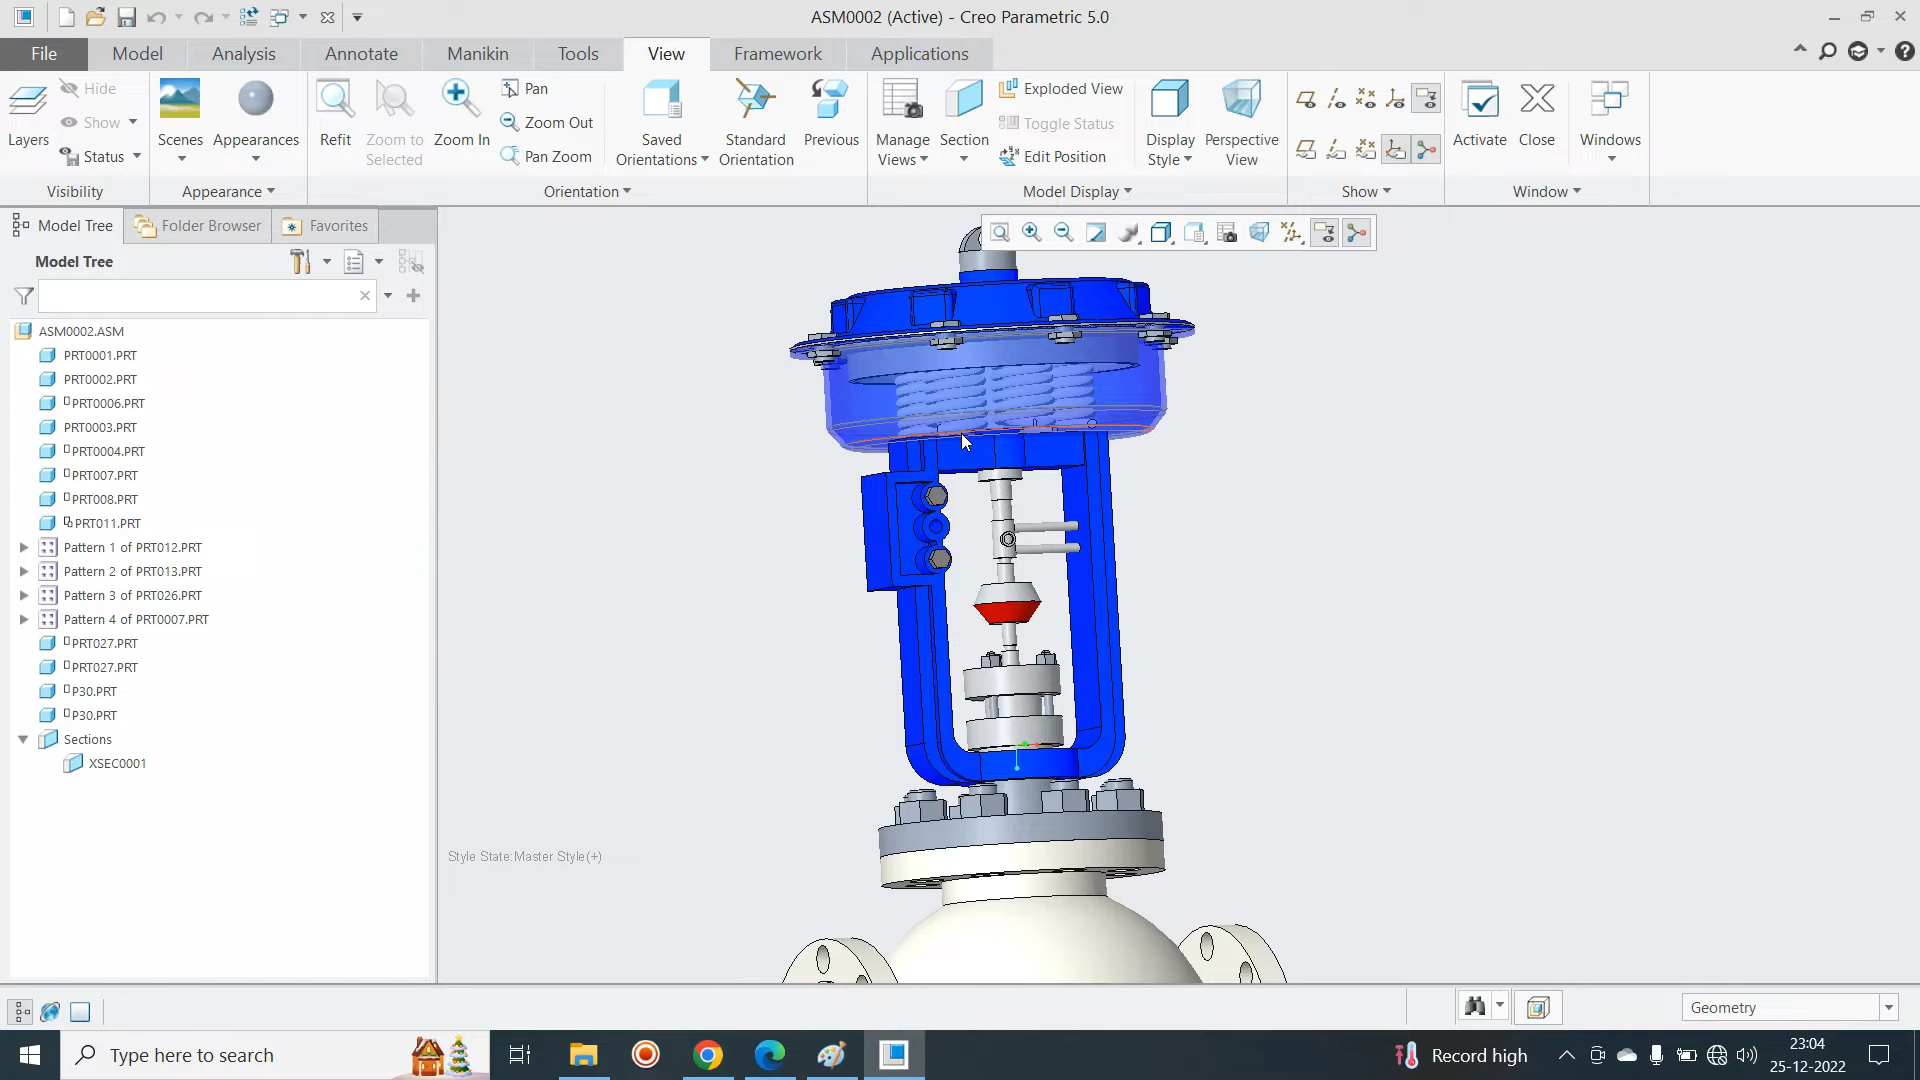 ASM0002 (Active) - Creo Parametric 5.0
File Model Analysis Annotate Manikin Tools View Framework Applications
Layers
Hide
Show
Status
Visibility
Scenes
Appearances
Appearance
Refit
Zoom to
Selected
Zoom In
Pan
Zoom Out
Pan Zoom
Saved
Orientations
Standard
Orientation
Previous
Orientation
Manage
Views
Section
Exploded View
Toggle Status
Edit Position
Display
Style
Perspective
View
Model Display
Show
Activate
Close
Windows
Window
Model Tree Folder Browser Favorites
Model Tree
ASM0002.ASM
PRT0001.PRT
PRT0002.PRT
PRT0006.PRT
PRT0003.PRT
PRT0004.PRT
PRT007.PRT
PRT008.PRT
PRT011.PRT
Pattern 1 of PRT012.PRT
Pattern 2 of PRT013.PRT
Pattern 3 of PRT026.PRT
Pattern 4 of PRT0007.PRT
PRT027.PRT
PRT027.PRT
P30.PRT
P30.PRT
Sections
XSEC0001
Style State:Master Style(+)
Geometry
Type here to search
Record high
23:04
25-12-2022